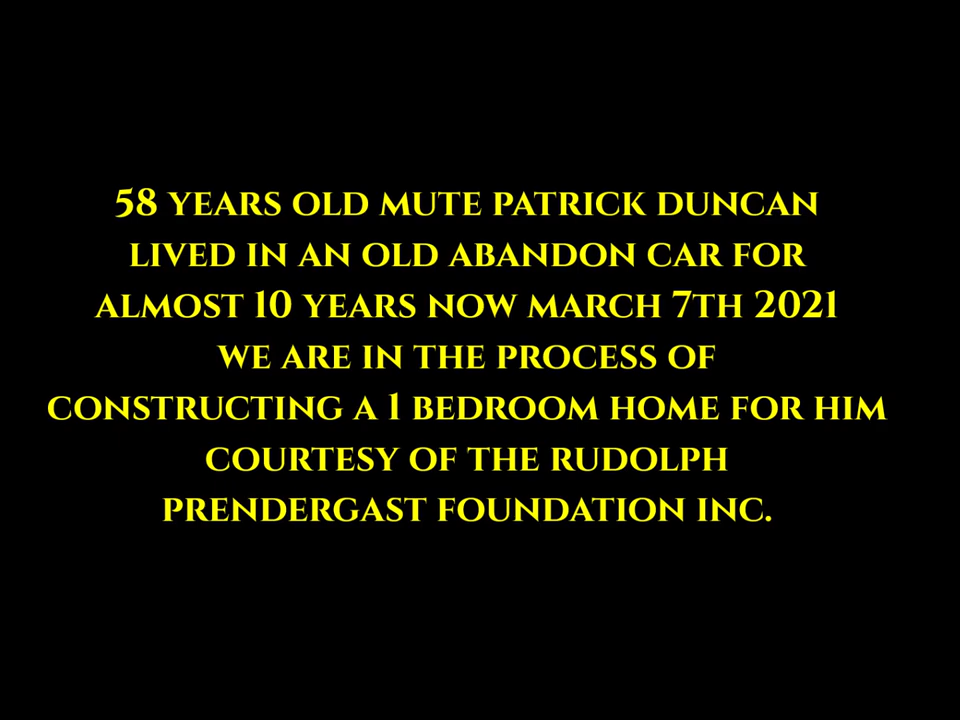 58 YEARS OLD MUTE PATRICK DUNCAN
LIVED IN AN OLD ABANDON CAR FOR
ALMOST 10 YEARS NOW MARCH 7TH 2021
WE ARE IN THE PROCESS OF
CONSTRUCTING A 1 BEDROOM HOME FOR HIM
COURTESY OF THE RUDOLPH
PRENDERGAST FOUNDATION INC.